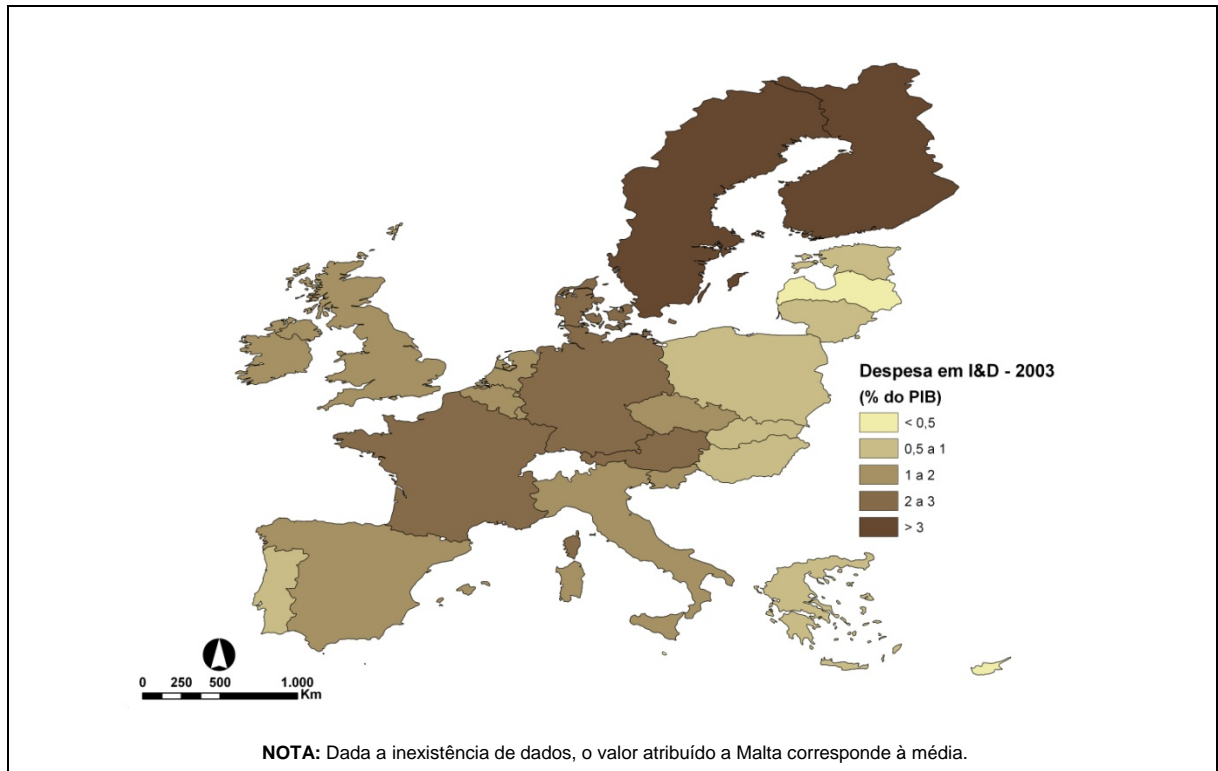 Despesa em I&D - 2003
(% do PIB)
< 0,5
0,5 a 1
1 a 2
2 a 3
> 3
0 250 500 1.000
Km
NOTA: Dada a inexistência de dados, o valor atribuído a Malta corresponde à média.